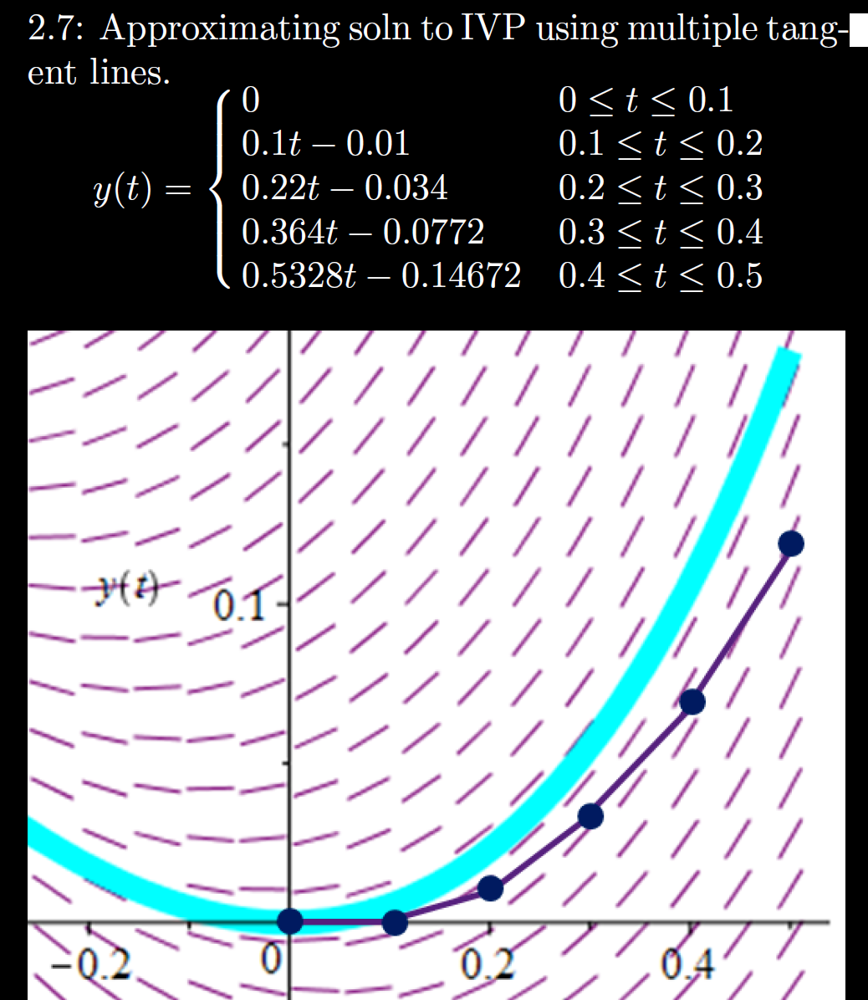 2.7: Approximating soln to IVP using multiple tang-
ent lines.
0 0 ≤ t ≤ 0.1
0.1t − 0.01 0.1 ≤ t ≤ 0.2
y(t) = { 0.22t − 0.034 0.2 ≤ t ≤ 0.3
0.364t − 0.0772 0.3 ≤ t ≤ 0.4
0.5328t − 0.14672 0.4 ≤ t ≤ 0.5
y(t) 0.1
−0.2 0 0.2 0.4